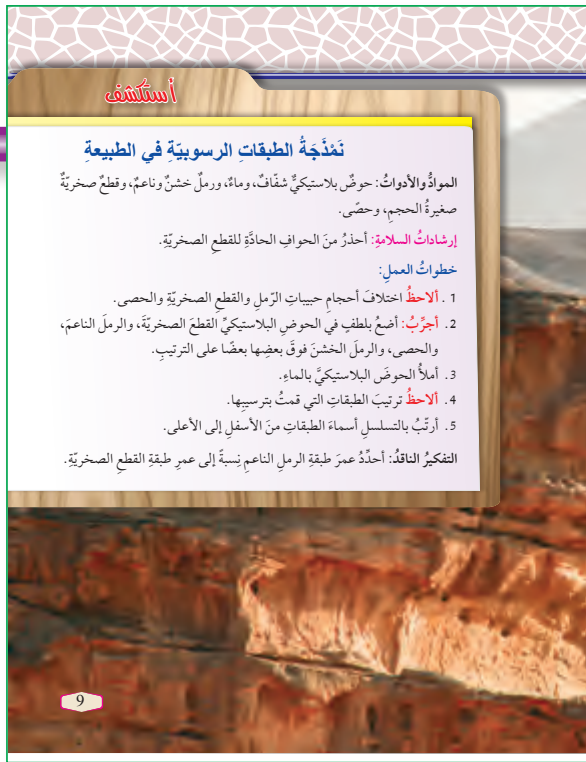 أستكشف
نَمْذَجَةُ الطبقاتِ الرسوبيّةِ في الطبيعةِ
الموادُّ والأدواتُ: حوضٌ بلاستيكيٌّ شفّافٌ، وماءٌ، ورملٌ خشنٌ وناعمٌ، وقطعٌ صخريّةٌ
صغيرةُ الحجمِ، وحصًى.
إرشاداتُ السلامةِ: أحذرُ منَ الحوافِ الحادَّةِ للقطعِ الصخريّةِ.
خطواتُ العملِ:
1 . ألاحظُ اختلافَ أحجامِ حبيباتِ الرّملِ والقطعِ الصخريّةِ والحصى.
2. أجرِّبُ: أضعُ بلطفٍ في الحوضِ البلاستيكيِّ القطعَ الصخريّةَ، والرملَ الناعمَ،
والحصى، والرملَ الخشنَ فوقَ بعضِها بعضًا على الترتيبِ.
3. أملأُ الحوضَ البلاستيكيَّ بالماءِ.
4. ألاحظُ ترتيبَ الطبقاتِ التي قمتُ بترسيبِها.
5. أرتّبُ بالتسلسلِ أسماءَ الطبقاتِ منَ الأسفلِ إلى الأعلى.
التفكيرُ الناقدُ: أحدِّدُ عمرَ طبقةِ الرملِ الناعمِ نِسبةً إلى عمرِ طبقةِ القطعِ الصخريّةِ.
9